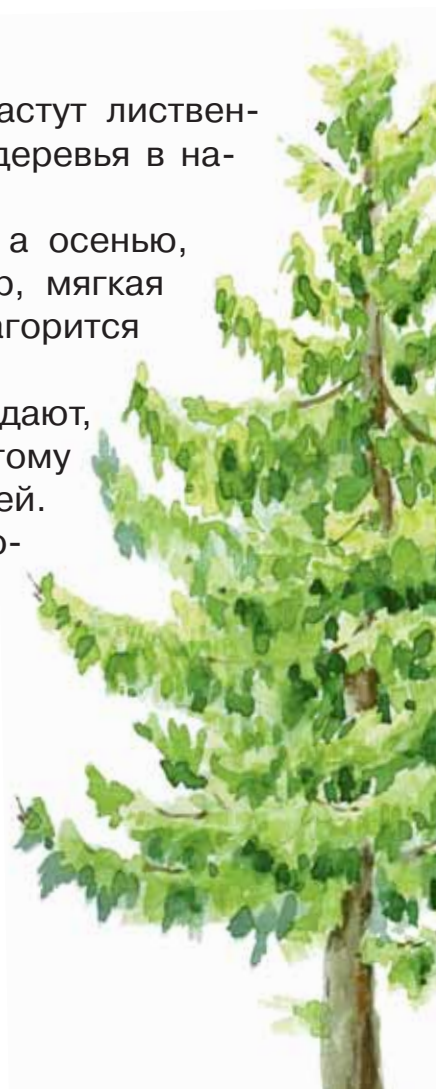 астут листвен-
деревья в на-
а осенью,
р, мягкая
агорится
дают,
тому
ей.
о-